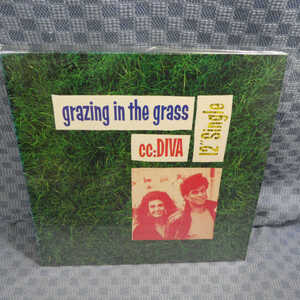 grazing in the grass
cc:DIVA
12" Single